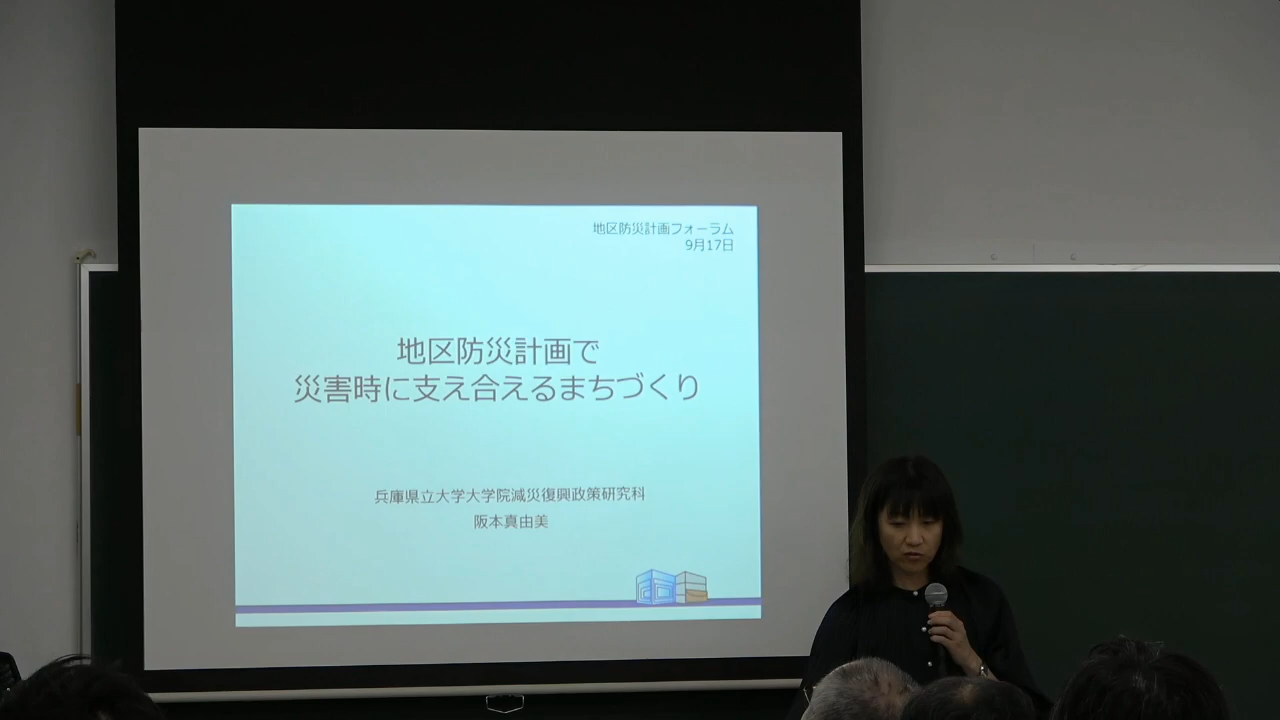 地区防災計画フォーラム
9月17日
地区防災計画で
災害時に支え合えるまちづくり
兵庫県立大学大学院減災復興政策研究科
阪本真由美